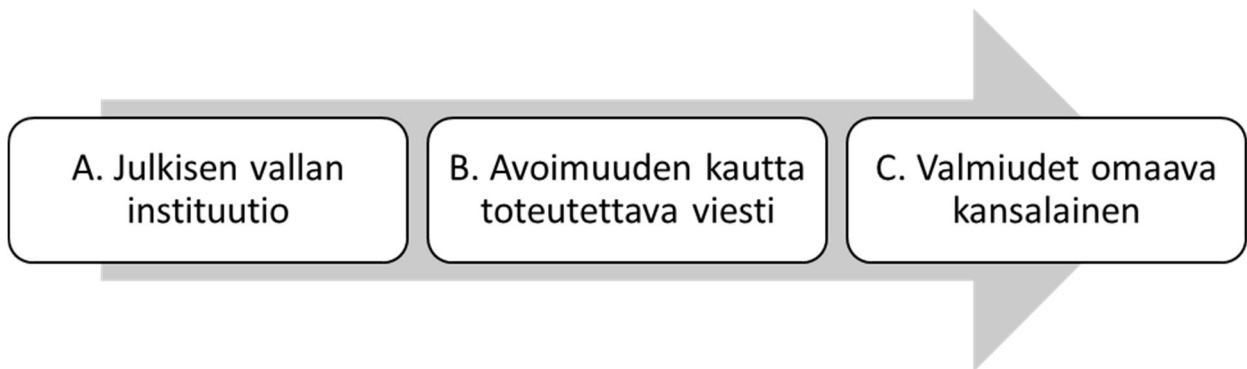 A. Julkisen vallan
instituutio
B. Avoimuuden kautta
toteutettava viesti
C. Valmiudet omaava
kansalainen